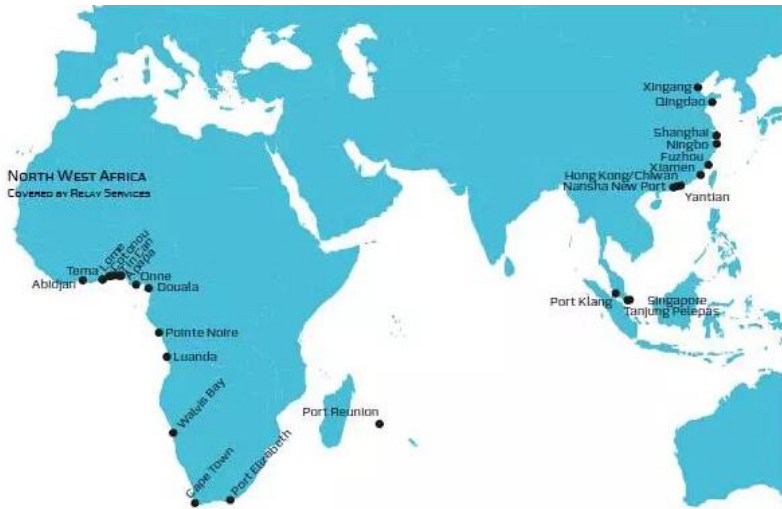 Xingang
Qingdao
Shanghai
Ningbo
Fuzhou
Xiamen
Hong Kong/Chiwan
Nansha New Port
Yantian
NORTH WEST AFRICA
COVERED BY RELAY SERVICES
Lome
Cotonou
Tin Can
Apapa
Tema
Onne
Abidjan
Douala
Port Klang
Singapore
Tanjung Pelepas
Pointe Noire
Luanda
Walvis Bay
Port Reunion
Cape Town
Port Elizabeth